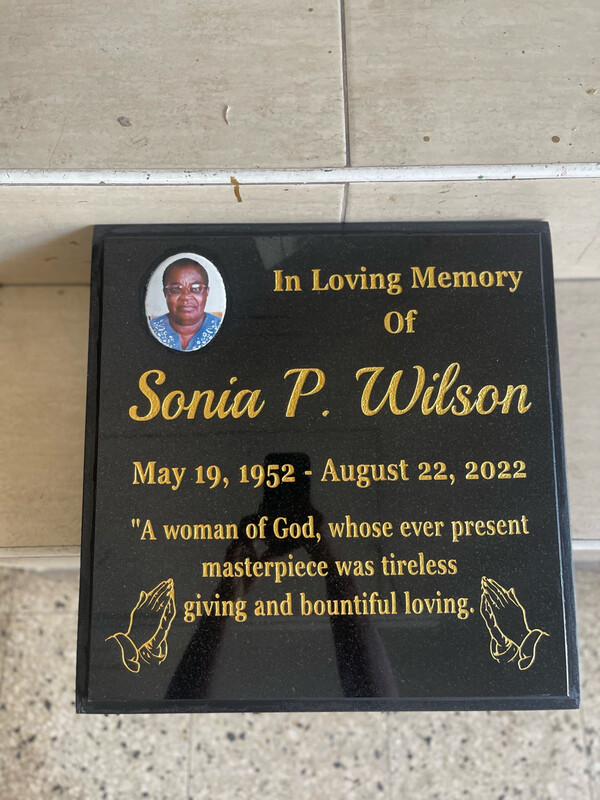 In Loving Memory
Of
Sonia P. Wilson
May 19, 1952 - August 22, 2022
"A woman of God, whose ever present
masterpiece was tireless
giving and bountiful loving.